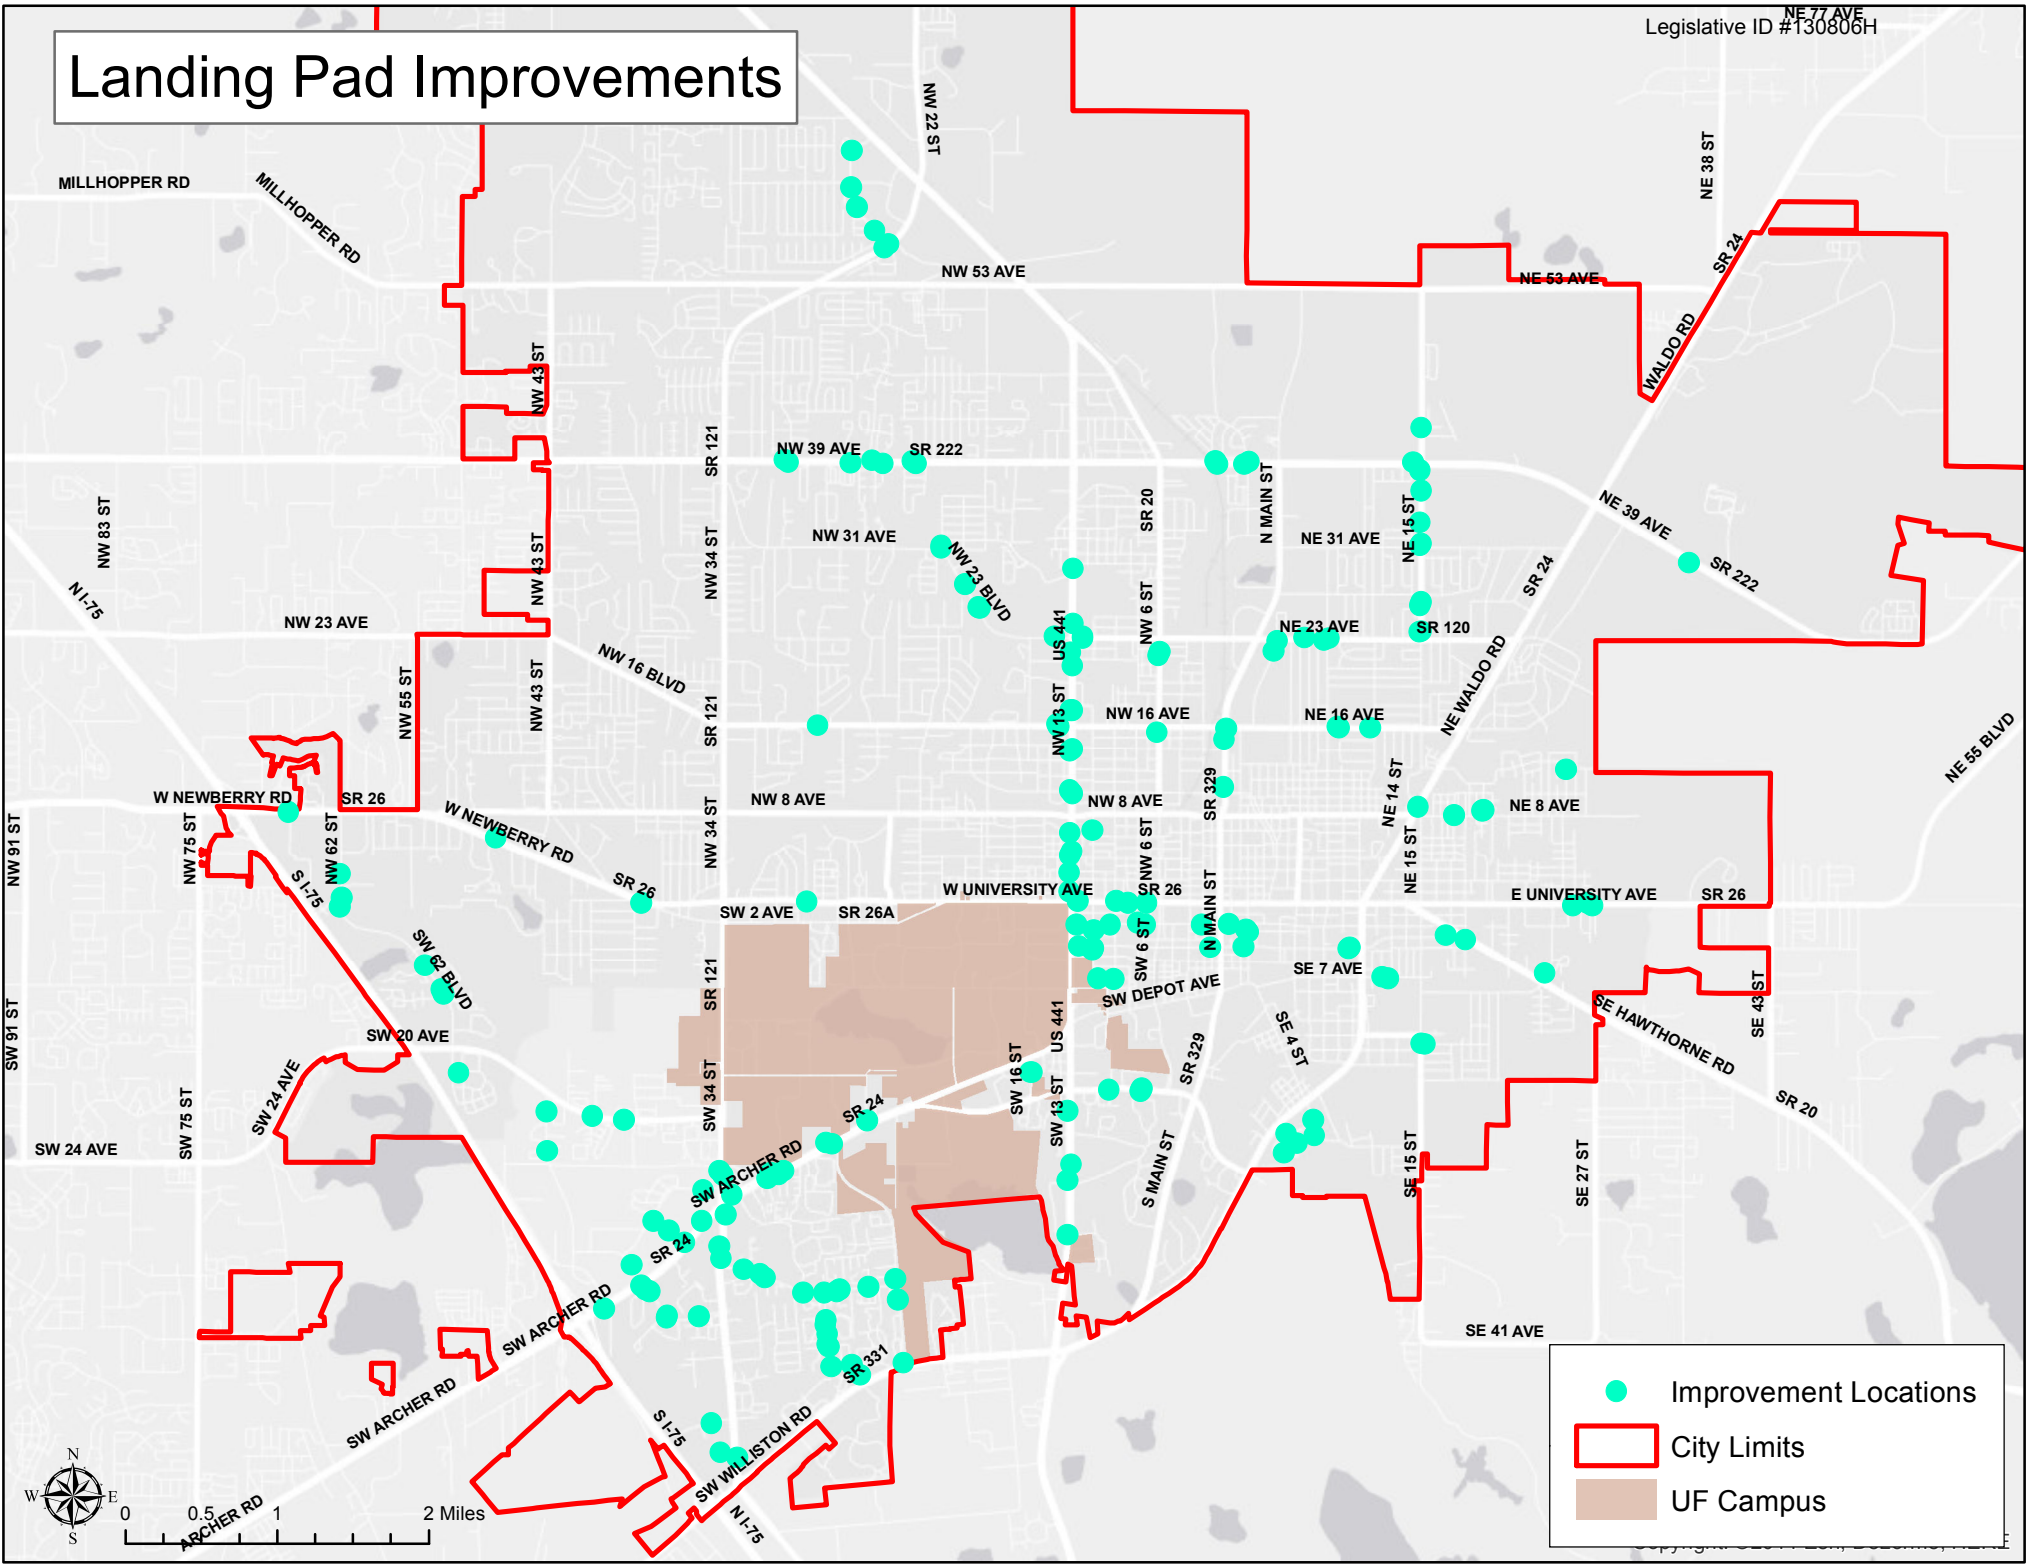 NE 77 AVE
Legislative ID #130806H
Landing Pad Improvements
NW 22 ST
NE 38 ST
MILLHOPPER RD
MILLHOPPER RD
SR 24
NW 53 AVE
NE 53 AVE
WALDO RD
NW 43 ST
SR 121
NW 39 AVE
SR 222
N MAIN ST
SR 20
NE 15 ST
NE 39 AVE
NW 83 ST
NW 31 AVE
NE 31 AVE
NW 43 ST
NW 34 ST
NW 23 BLVD
SR 24
SR 222
N I-75
NW 23 AVE
US 441
NW 6 ST
NE 23 AVE
SR 120
NW 16 BLVD
NW 55 ST
NW 43 ST
SR 121
NW 13 ST
NW 16 AVE
NE 16 AVE
NE WALDO RD
NE 55 BLVD
W NEWBERRY RD
SR 26
W NEWBERRY RD
NW 8 AVE
NW 8 AVE
SR 329
NE 14 ST
NE 8 AVE
NW 91 ST
NW 75 ST
NW 62 ST
NW 34 ST
NW 6 ST
NE 15 ST
S I-75
SR 26
W UNIVERSITY AVE
SR 26
E UNIVERSITY AVE
SR 26
SW 2 AVE
SR 26A
N MAIN ST
SW 62 BLVD
SW 6 ST
SE 7 AVE
SR 121
SW DEPOT AVE
SE 43 ST
SW 91 ST
SW 20 AVE
US 441
SE 4 ST
SE HAWTHORNE RD
SW 24 AVE
SW 34 ST
SW 16 ST
SR 329
SR 24
SW 13 ST
SR 20
SW 24 AVE
SW 75 ST
SW ARCHER RD
S MAIN ST
SE 15 ST
SE 27 ST
SR 24
SW ARCHER RD
SE 41 AVE
SR 331
SW ARCHER RD
S I-75
SW WILLISTON RD
N I-75
ARCHER RD
N
W
E
S
0
0.5
1
2 Miles
Improvement Locations
City Limits
UF Campus